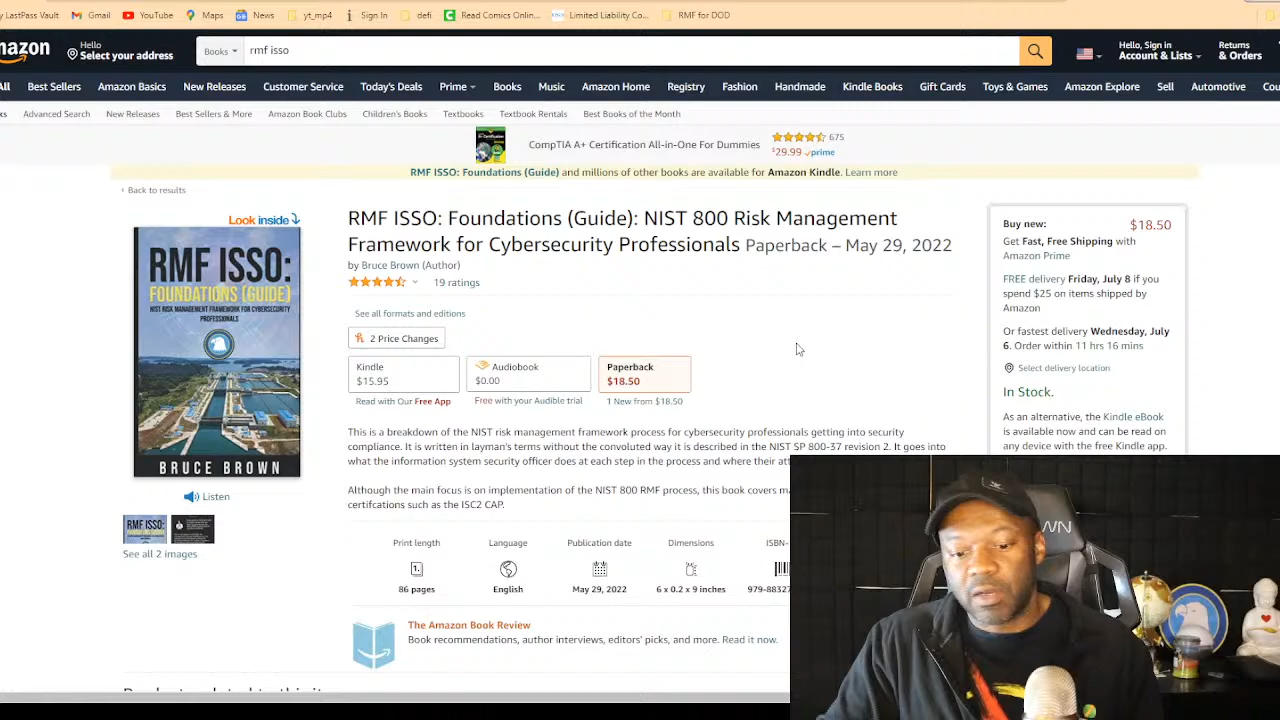 LastPass Vault
Gmail
YouTube
Maps
News
yt_mp4
Sign In
defi
Read Comics Onlin...
Limited Liability Co...
RMF for DOD
Hello
Select your address
Books
rmf isso
Hello, Sign in
Account & Lists
Returns
& Orders
Best Sellers
Amazon Basics
New Releases
Customer Service
Today's Deals
Prime
Books
Music
Amazon Home
Registry
Fashion
Handmade
Kindle Books
Gift Cards
Toys & Games
Amazon Explore
Sell
Automotive
Advanced Search
New Releases
Best Sellers & More
Amazon Book Clubs
Children's Books
Textbooks
Textbook Rentals
Best Books of the Month
CompTIA A+ Certification All-in-One For Dummies
675
$29.99 prime
RMF ISSO: Foundations (Guide) and millions of other books are available for Amazon Kindle. Learn more
‹ Back to results
Look inside
RMF ISSO:
FOUNDATIONS (GUIDE)
NIST RISK MANAGEMENT FRAMEWORK FOR CYBERSECURITY
PROFESSIONALS
BRUCE BROWN
Listen
RMF ISSO:
See all 2 images
RMF ISSO: Foundations (Guide): NIST 800 Risk Management
Framework for Cybersecurity Professionals Paperback – May 29, 2022
by Bruce Brown (Author)
19 ratings
See all formats and editions
2 Price Changes
Kindle
$15.95
Read with Our Free App
Audiobook
$0.00
Free with your Audible trial
Paperback
$18.50
1 New from $18.50
This is a breakdown of the NIST risk management framework process for cybersecurity professionals getting into security
compliance. It is written in layman's terms without the convoluted way it is described in the NIST SP 800-37 revision 2. It goes into
what the information system security officer does at each step in the process and where their
Although the main focus is on implementation of the NIST 800 RMF process, this book covers
certifcations such as the ISC2 CAP.
Print length
86 pages
Language
English
Publication date
May 29, 2022
Dimensions
6 x 0.2 x 9 inches
ISBN-
979-88327
The Amazon Book Review
Book recommendations, author interviews, editors' picks, and more. Read it now.
Buy new:
$18.50
Get Fast, Free Shipping with
Amazon Prime
FREE delivery Friday, July 8 if you
spend $25 on items shipped by
Amazon
Or fastest delivery Wednesday, July
6. Order within 11 hrs 16 mins
Select delivery location
In Stock.
As an alternative, the Kindle eBook
is available now and can be read on
any device with the free Kindle app.